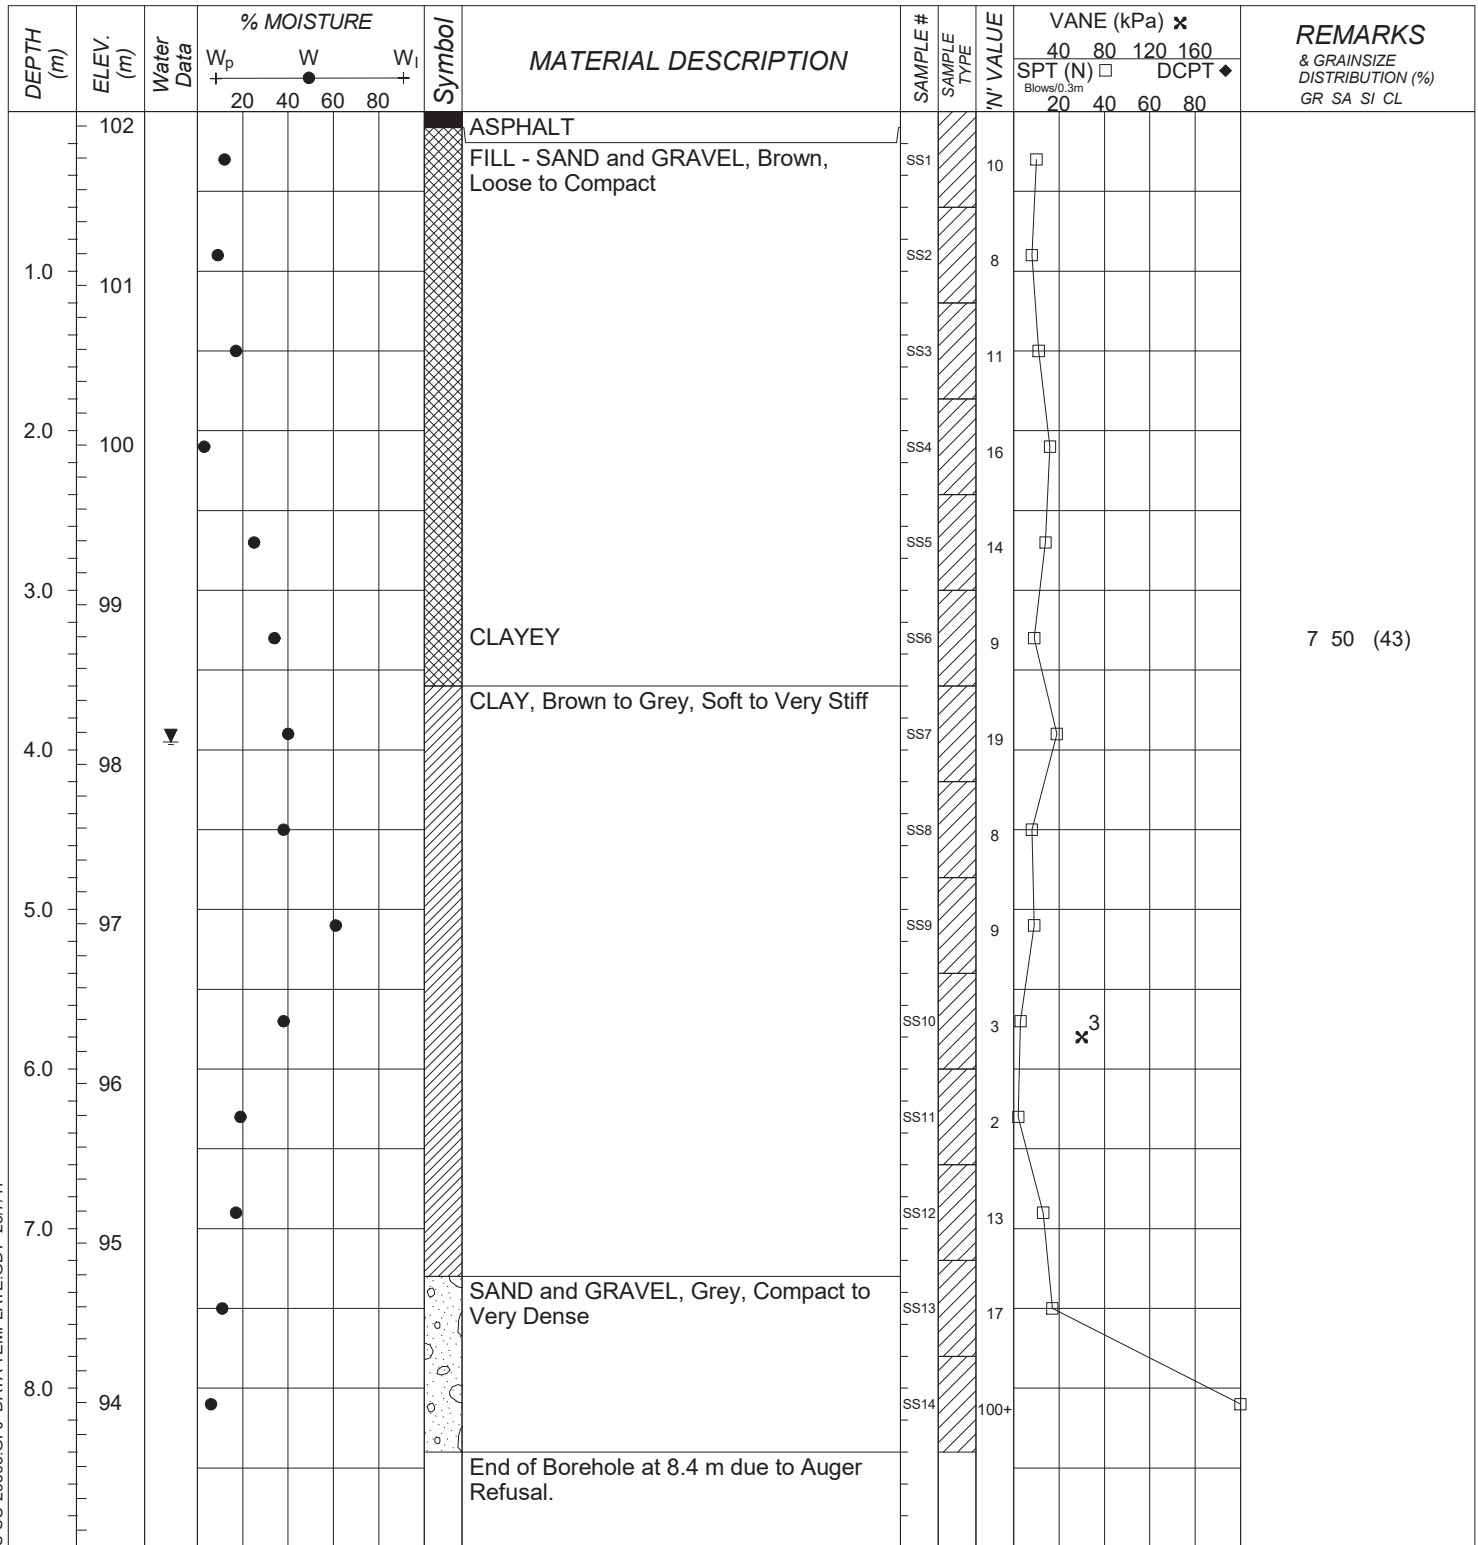 DEPTH (m) ELEV. (m) Water Data % MOISTURE Symbol MATERIAL DESCRIPTION SAMPLE # SAMPLE TYPE 'N' VALUE VANE (kPa) REMARKS
Wp W Wl 40 80 120 160 & GRAINSIZE
SPT (N) DCPT DISTRIBUTION (%)
20 40 60 80 Blows/0.3m 20 40 60 80 GR SA SI CL
102 ASPHALT
FILL - SAND and GRAVEL, Brown, SS1 10
Loose to Compact
SS2 8
1.0
101
SS3 11
2.0
100 SS4 16
SS5 14
3.0
99
CLAYEY SS6 9 7 50 (43)
CLAY, Brown to Grey, Soft to Very Stiff
SS7 19
4.0
98
SS8 8
5.0
97 SS9 9
SS10 3 3
6.0
96
SS11 2
SS12 13
7.0
95
SAND and GRAVEL, Grey, Compact to
SS13 17
Very Dense
8.0
94 SS14 100+
End of Borehole at 8.4 m due to Auger
Refusal.